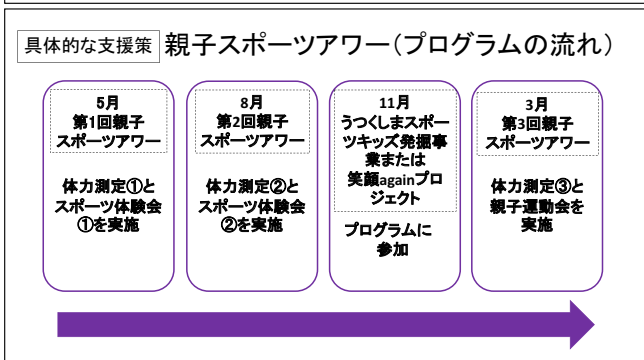 具体的な支援策 親子スポーツアワー(プログラムの流れ)
5月
第1回親子
スポーツアワー
体力測定①と
スポーツ体験会
①を実施
8月
第2回親子
スポーツアワー
体力測定②と
スポーツ体験会
②を実施
11月
うつくしまスポー
ツキッズ発掘事
業または
笑顔againプロ
ジェクト
プログラムに
参加
3月
第3回親子
スポーツアワー
体力測定③と
親子運動会を
実施